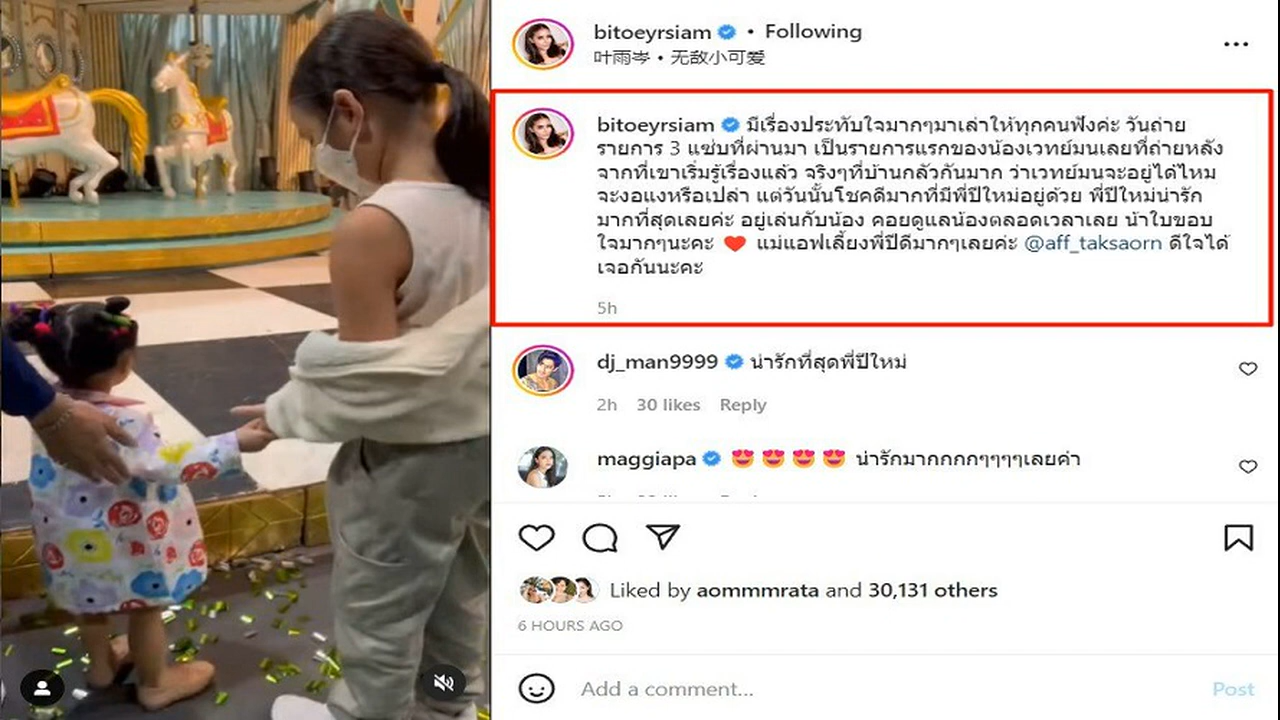 bitoeyrsiam • Following
叶雨岑 • 无敌小可爱
bitoeyrsiam มีเรื่องประทับใจมากๆมาเล่าให้ทุกคนฟังค่ะ วันถ่าย
รายการ 3 แซ่บที่ผ่านมา เป็นรายการแรกของน้องเวทย์มนเลยที่ถ่ายหลัง
จากที่เขาเริ่มรู้เรื่องแล้ว จริงๆที่บ้านกลัวกันมาก ว่าเวทย์มนจะอยู่ได้ไหม
จะงอแงหรือเปล่า แต่วันนั้นโชคดีมากที่มีพี่ปีใหม่อยู่ด้วย พี่ปีใหม่น่ารัก
มากที่สุดเลยค่ะ อยู่เล่นกับน้อง คอยดูแลน้องตลอดเวลาเลย น้าใบขอบ
ใจมากๆนะคะ ❤️ แม่แอฟเลี้ยงพี่ปีดีมากๆเลยค่ะ @aff_taksaorn ดีใจได้
เจอกันนะคะ
5h
dj_man9999 น่ารักที่สุดพี่ปีใหม่
2h 30 likes Reply
maggiapa 😍 😍 😍 😍 น่ารักมากกกกๆๆๆๆเลยค่า
Liked by aommmrata and 30,131 others
6 HOURS AGO
Add a comment...
Post